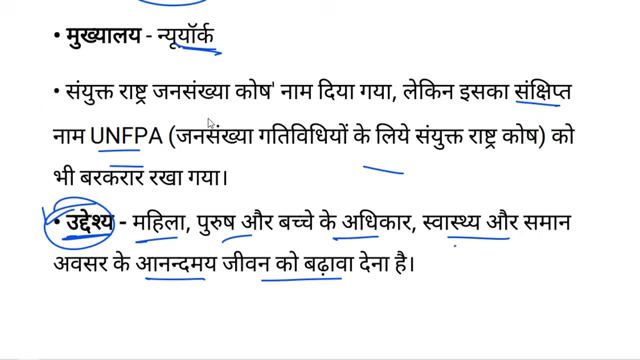 • मुख्यालय - न्यूयॉर्क
• संयुक्त राष्ट्र जनसंख्या कोष' नाम दिया गया, लेकिन इसका संक्षिप्त
नाम UNFPA (जनसंख्या गतिविधियों के लिये संयुक्त राष्ट्र कोष) को
भी बरकरार रखा गया।
• उद्देश्य - महिला, पुरुष और बच्चे के अधिकार, स्वास्थ्य और समान
अवसर के आनन्दमय जीवन को बढ़ावा देना है।